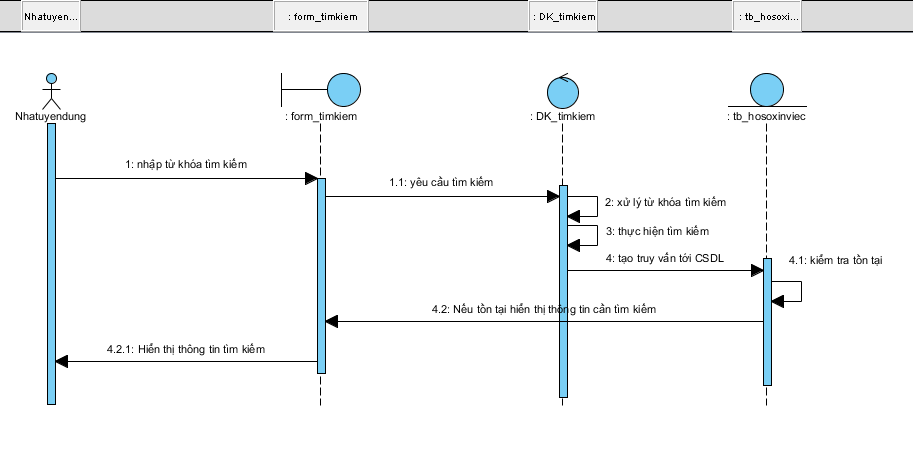 Nhatuyen...
: form_timkiem
: DK_timkiem
: tb_hosoxi...
Nhatuyendung
: form_timkiem
: DK_timkiem
: tb_hosoxinviec
1: nhập từ khóa tìm kiếm
1.1: yêu cầu tìm kiếm
2: xử lý từ khóa tìm kiếm
3: thực hiện tìm kiếm
4: tạo truy vấn tới CSDL
4.1: kiểm tra tồn tại
4.2: Nếu tồn tại hiển thị thông tin cần tìm kiếm
4.2.1: Hiển thị thông tin tìm kiếm